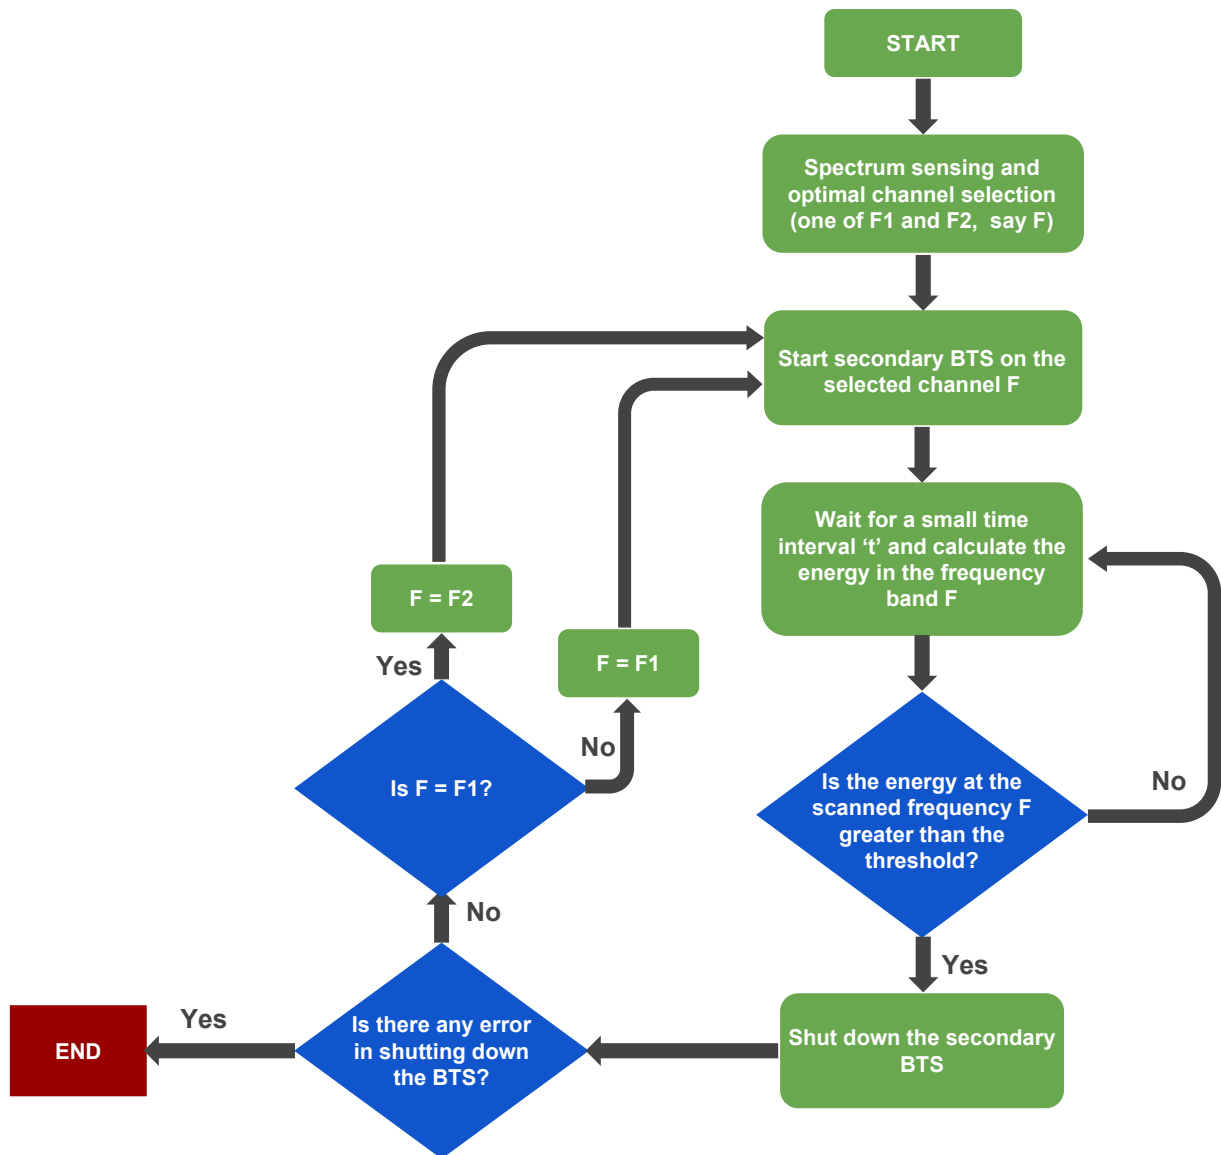 START
Spectrum sensing and
optimal channel selection
(one of F1 and F2,  say F)
Start secondary BTS on the
selected channel F
Wait for a small time
interval ‘t’ and calculate the
energy in the frequency
band F
F = F2
F = F1
Yes
No
Is F = F1?
Is the energy at the
scanned frequency F
greater than the
threshold?
No
No
Yes
Yes
END
Is there any error
in shutting down
the BTS?
Shut down the secondary
BTS